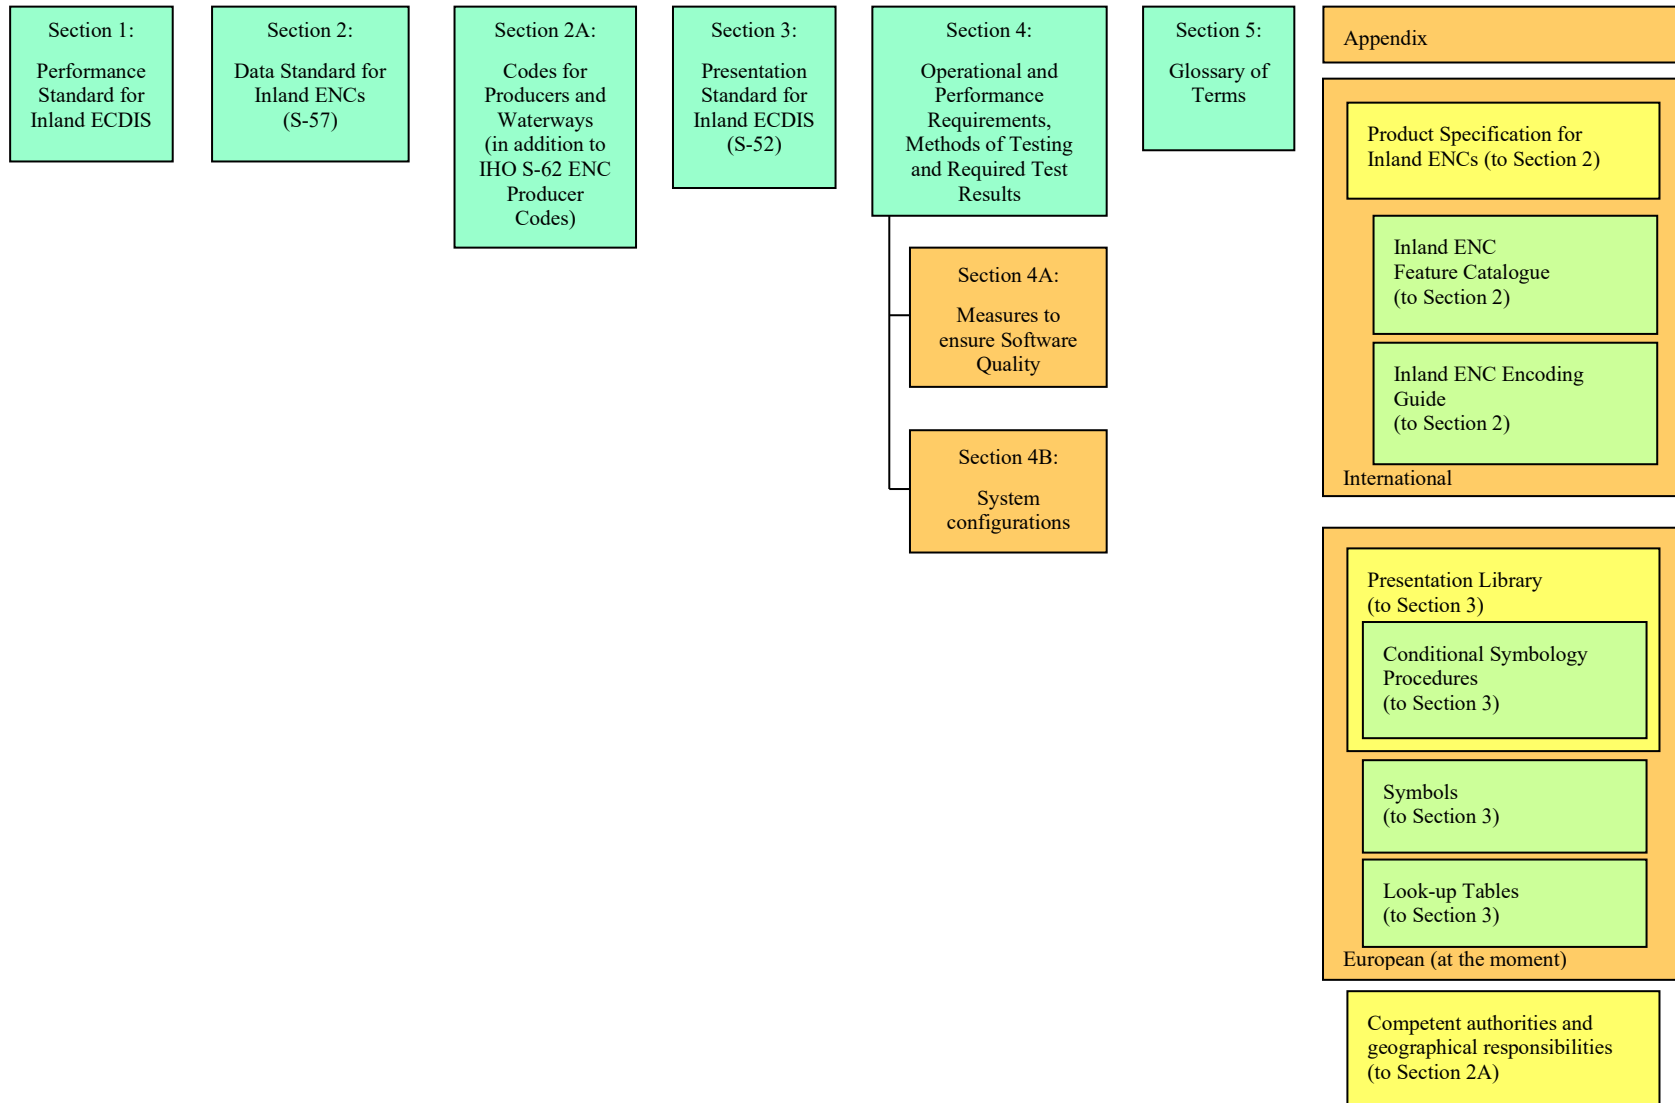 Section 1:
Performance
Standard for
Inland ECDIS
Section 2:
Data Standard for
Inland ENCs
(S-57)
Section 2A:
Codes for
Producers and
Waterways
(in addition to
IHO S-62 ENC
Producer
Codes)
Section 3:
Presentation
Standard for
Inland ECDIS
(S-52)
Section 4:
Operational and
Performance
Requirements,
Methods of Testing
and Required Test
Results
Section 4A:
Measures to
ensure Software
Quality
Section 4B:
System
configurations
Section 5:
Glossary of
Terms
Appendix
Product Specification for
Inland ENCs (to Section 2)
Inland ENC
Feature Catalogue
(to Section 2)
Inland ENC Encoding
Guide
(to Section 2)
International
Presentation Library
(to Section 3)
Conditional Symbology
Procedures
(to Section 3)
Symbols
(to Section 3)
Look-up Tables
(to Section 3)
European (at the moment)
Competent authorities and
geographical responsibilities
(to Section 2A)